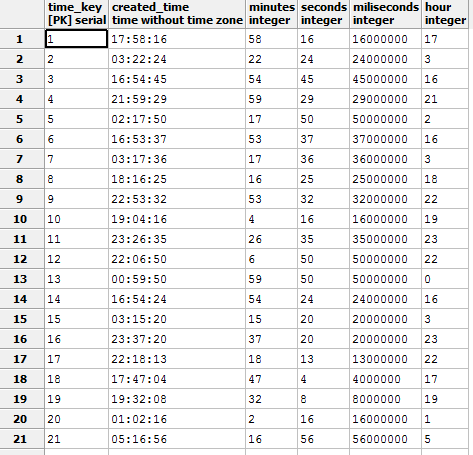 time_key created_time minutes seconds miliseconds hour
[PK] serial time without time zone integer integer integer integer
1 1 17:58:16 58 16 16000000 17
2 2 03:22:24 22 24 24000000 3
3 3 16:54:45 54 45 45000000 16
4 4 21:59:29 59 29 29000000 21
5 5 02:17:50 17 50 50000000 2
6 6 16:53:37 53 37 37000000 16
7 7 03:17:36 17 36 36000000 3
8 8 18:16:25 16 25 25000000 18
9 9 22:53:32 53 32 32000000 22
10 10 19:04:16 4 16 16000000 19
11 11 23:26:35 26 35 35000000 23
12 12 22:06:50 6 50 50000000 22
13 13 00:59:50 59 50 50000000 0
14 14 16:54:24 54 24 24000000 16
15 15 03:15:20 15 20 20000000 3
16 16 23:37:20 37 20 20000000 23
17 17 22:18:13 18 13 13000000 22
18 18 17:47:04 47 4 4000000 17
19 19 19:32:08 32 8 8000000 19
20 20 01:02:16 2 16 16000000 1
21 21 05:16:56 16 56 56000000 5